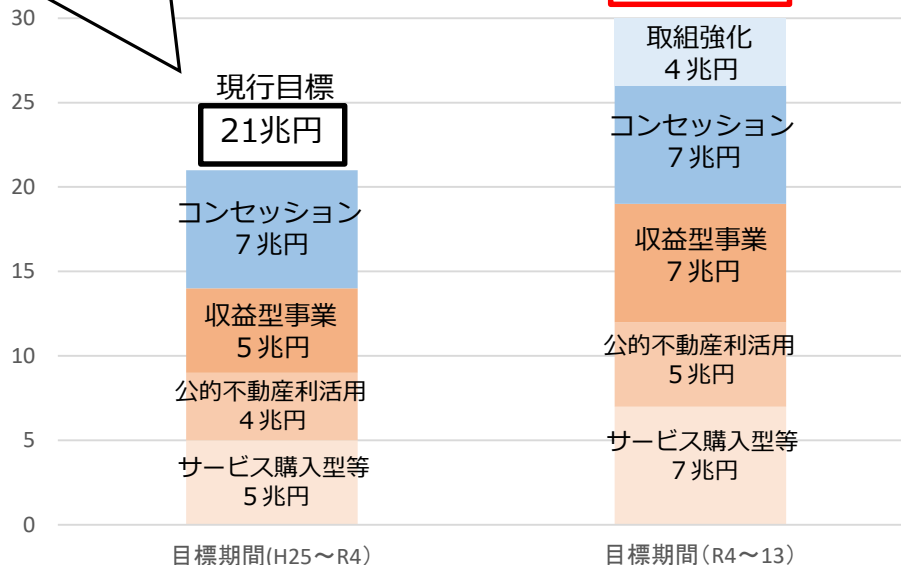 30
25
20
15
10
5
0
現行目標
21兆円
コンセッション
7兆円
収益型事業
5兆円
公的不動産利活用
4兆円
サービス購入型等
5兆円
目標期間(H25～R4)
取組強化
4兆円
コンセッション
7兆円
収益型事業
7兆円
公的不動産利活用
5兆円
サービス購入型等
7兆円
目標期間(R4～13)